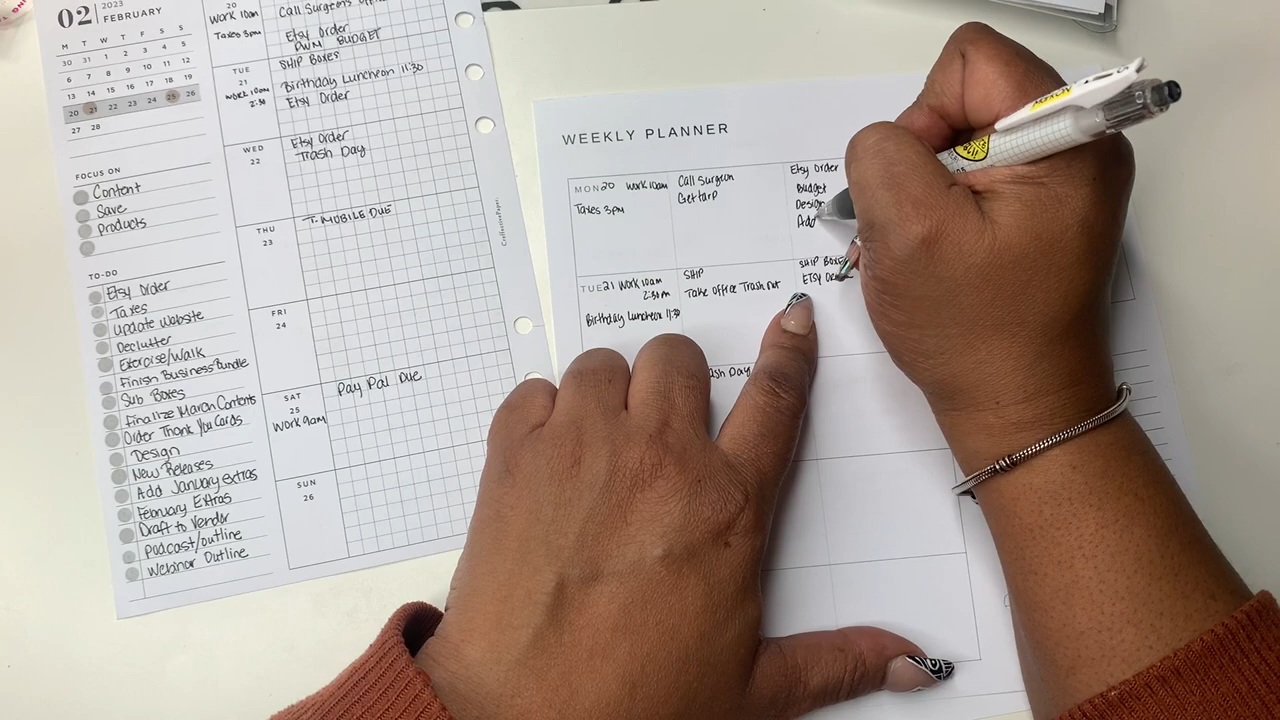 02 2023
FEBRUARY
M T W T F S S
30 31 1 2 3 4 5
6 7 8 9 10 11 12
13 14 15 16 17 18 19
20 21 22 23 24 25 26
27 28
FOCUS ON
Content
Save
Products
TO-DO
Etsy Order
Taxes
Update Website
Declutter
Exercise/Walk
Finish Business Bundle
Sub Boxes
Finalize March Contents
Order Thank You Cards
Design
New Releases
Add January extras
February Extras
Draft to Vendor
Podcast/outline
Webinar Outline
20
Work 10am
Taxes 3pm
Call Surgeon's
Etsy Order
PWM BUDGET
TUE
21
Work 10am
2:30
SHIP Boxes
Birthday Luncheon 11:30
Etsy Order
WED
22
Etsy Order
Trash Day
THU
23
T-MOBILE DUE
FRI
24
SAT
25
Work 9am
Pay Pal Due
SUN
26
WEEKLY PLANNER
MON 20 Work 10am
Taxes 3pm
Call Surgeon
Get Tarp
Etsy Order
Budget
Design
Add
TUE 21 Work 10am
2:30pm
Birthday Luncheon 11:30
SHIP
Take Office Trash out
SHIP BOXES
ash Day